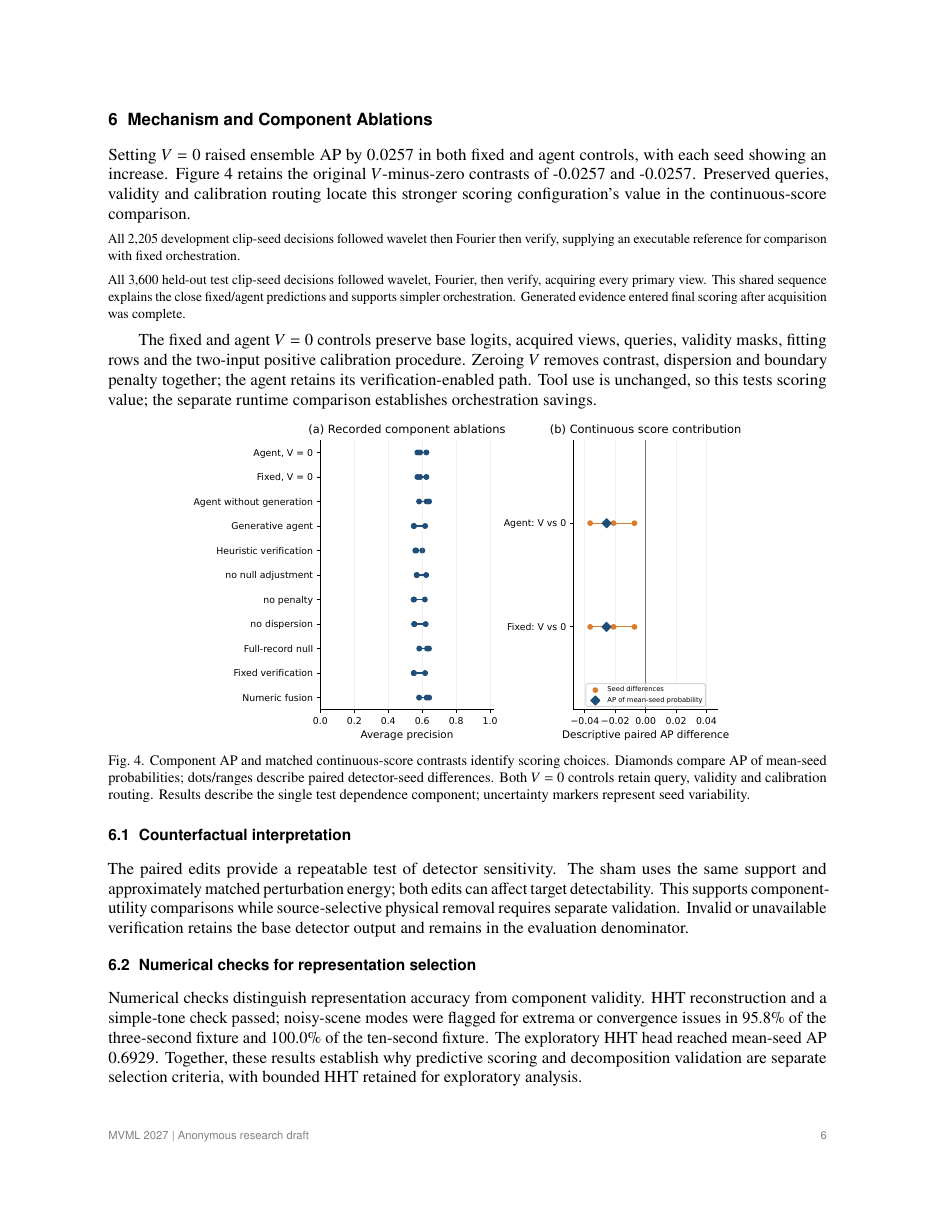 6 Mechanism and Component Ablations
Setting V = 0 raised ensemble AP by 0.0257 in both fixed and agent controls, with each seed showing an
increase. Figure 4 retains the original V-minus-zero contrasts of -0.0257 and -0.0257. Preserved queries,
validity and calibration routing locate this stronger scoring configuration's value in the continuous-score
comparison.
All 2,205 development clip-seed decisions followed wavelet then Fourier then verify, supplying an executable reference for comparison
with fixed orchestration.
All 3,600 held-out test clip-seed decisions followed wavelet, Fourier, then verify, acquiring every primary view. This shared sequence
explains the close fixed/agent predictions and supports simpler orchestration. Generated evidence entered final scoring after acquisition
was complete.
The fixed and agent V = 0 controls preserve base logits, acquired views, queries, validity masks, fitting
rows and the two-input positive calibration procedure. Zeroing V removes contrast, dispersion and boundary
penalty together; the agent retains its verification-enabled path. Tool use is unchanged, so this tests scoring
value; the separate runtime comparison establishes orchestration savings.
(a) Recorded component ablations
Agent, V = 0
Fixed, V = 0
Agent without generation
Generative agent
Heuristic verification
no null adjustment
no penalty
no dispersion
Full-record null
Fixed verification
Numeric fusion
0.0 0.2 0.4 0.6 0.8 1.0
Average precision
(b) Continuous score contribution
Agent: V vs 0
Fixed: V vs 0
Seed differences
AP of mean-seed probability
−0.04 −0.02 0.00 0.02 0.04
Descriptive paired AP difference
Fig. 4. Component AP and matched continuous-score contrasts identify scoring choices. Diamonds compare AP of mean-seed
probabilities; dots/ranges describe paired detector-seed differences. Both V = 0 controls retain query, validity and calibration
routing. Results describe the single test dependence component; uncertainty markers represent seed variability.
6.1 Counterfactual interpretation
The paired edits provide a repeatable test of detector sensitivity. The sham uses the same support and
approximately matched perturbation energy; both edits can affect target detectability. This supports component-
utility comparisons while source-selective physical removal requires separate validation. Invalid or unavailable
verification retains the base detector output and remains in the evaluation denominator.
6.2 Numerical checks for representation selection
Numerical checks distinguish representation accuracy from component validity. HHT reconstruction and a
simple-tone check passed; noisy-scene modes were flagged for extrema or convergence issues in 95.8% of the
three-second fixture and 100.0% of the ten-second fixture. The exploratory HHT head reached mean-seed AP
0.6929. Together, these results establish why predictive scoring and decomposition validation are separate
selection criteria, with bounded HHT retained for exploratory analysis.
MVML 2027 | Anonymous research draft
6